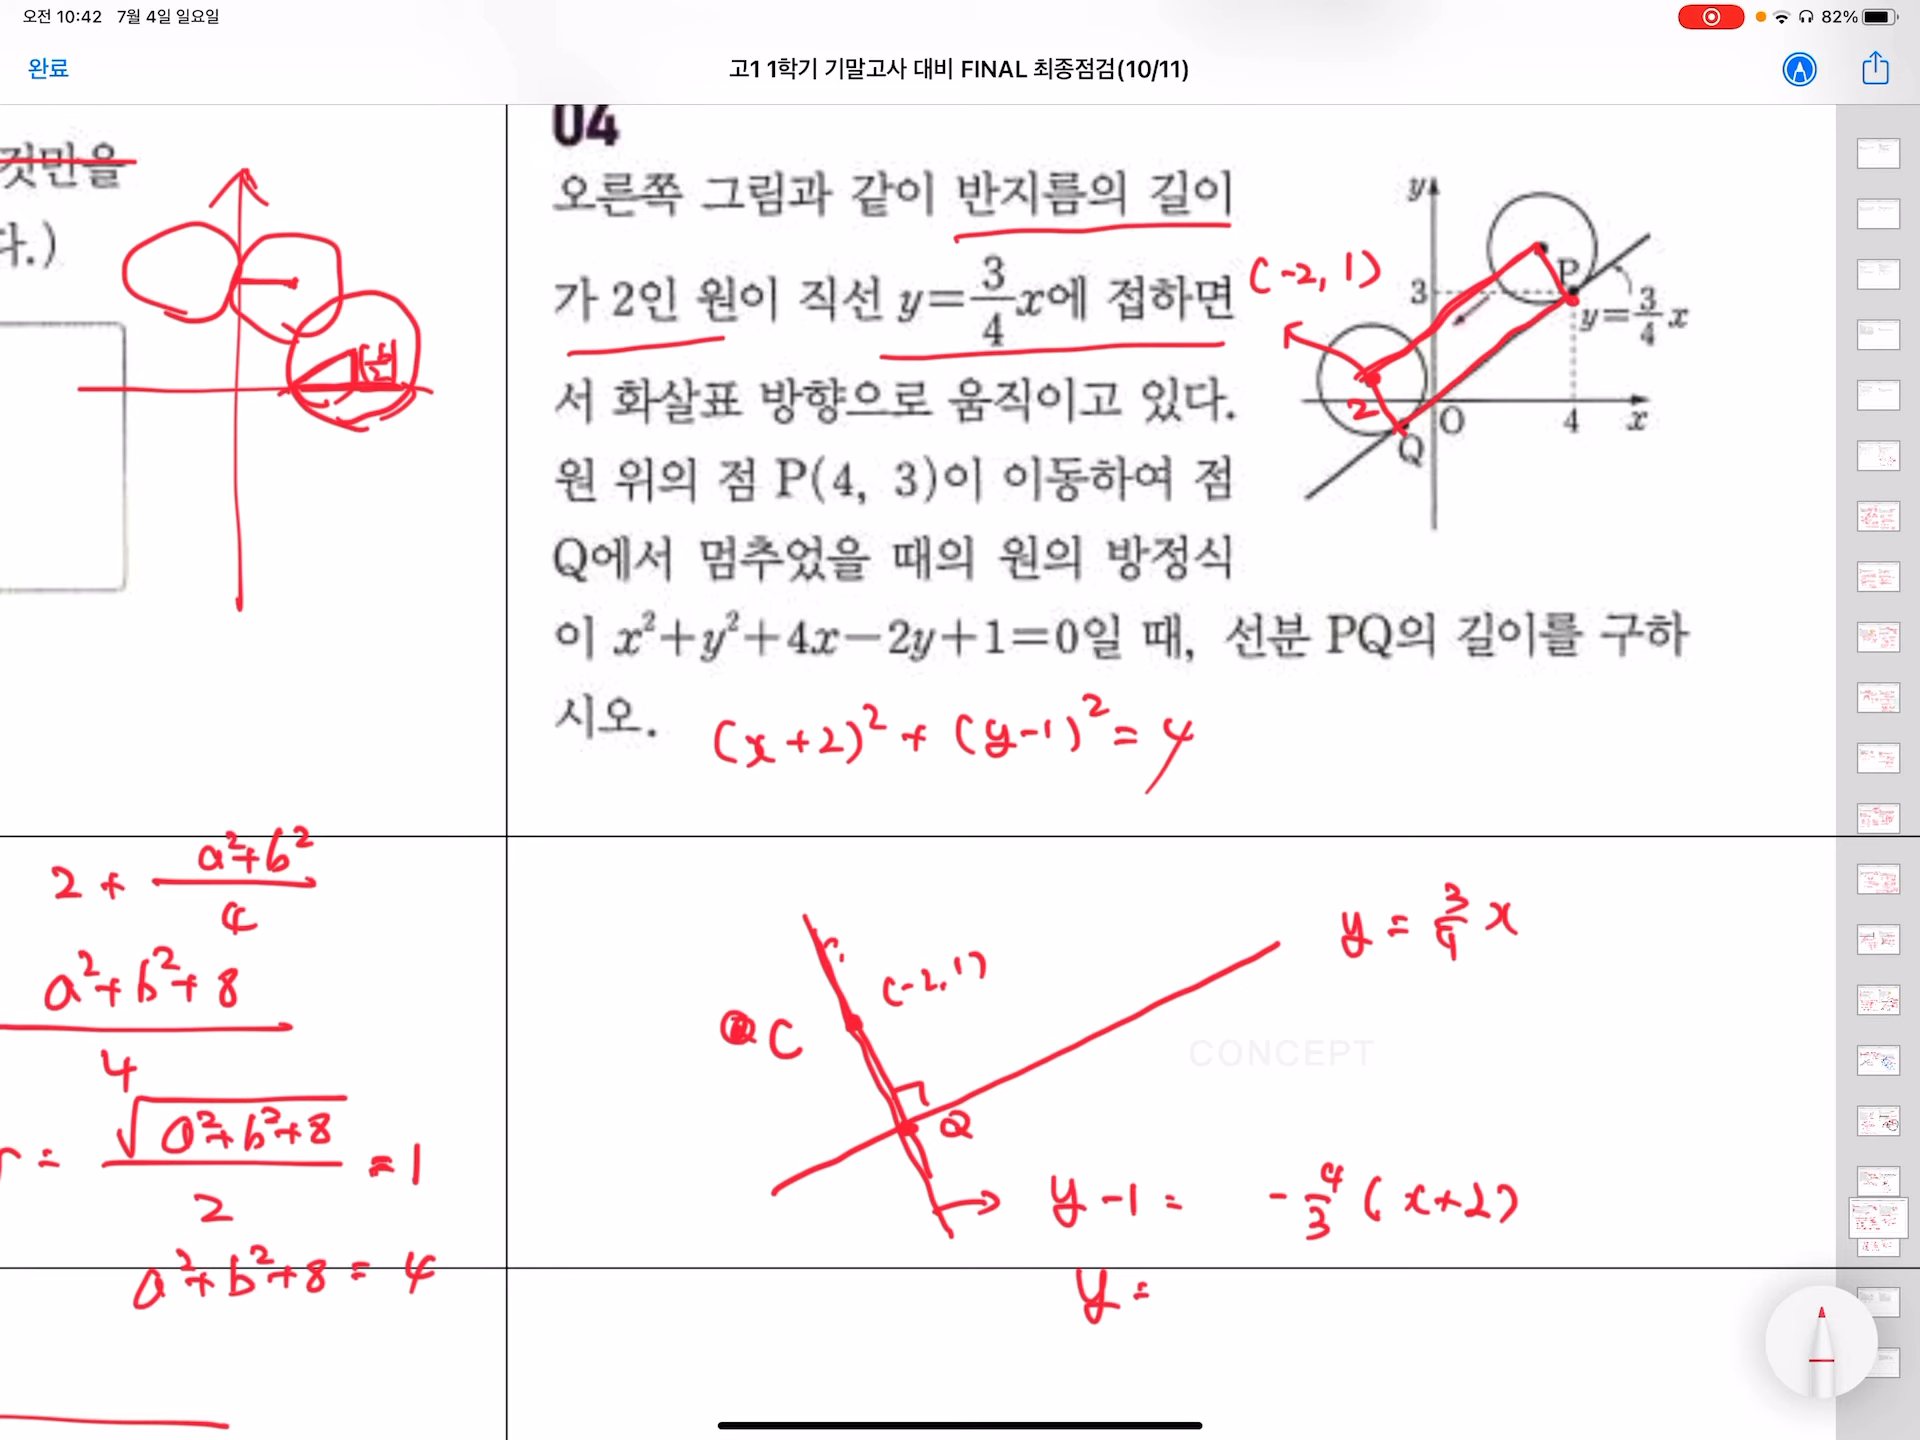 오전 10:42 7월 4일 일요일
82%
완료
고1 1학기 기말고사 대비 FINAL 최종점검(10/11)
것만을
다.)
04
오른쪽 그림과 같이 반지름의 길이
가 2인 원이 직선 y=3/4x에 접하면
서 화살표 방향으로 움직이고 있다.
원 위의 점 P(4, 3)이 이동하여 점
Q에서 멈추었을 때의 원의 방정식
이 x²+y²+4x−2y+1=0일 때, 선분 PQ의 길이를 구하
시오.
(-2, 1)
y
3
P
y=3/4 x
2
Q
O
4
x
(x+2)² + (y-1)² = 4
2 + a²+b²/4
a²+b²+8
4
r = √a²+b²+8/2 = 1
a²+b²+8 = 4
y = 3/4 x
(-2, 1)
C
CONCEPT
Q
y-1 = -4/3 (x+2)
y =